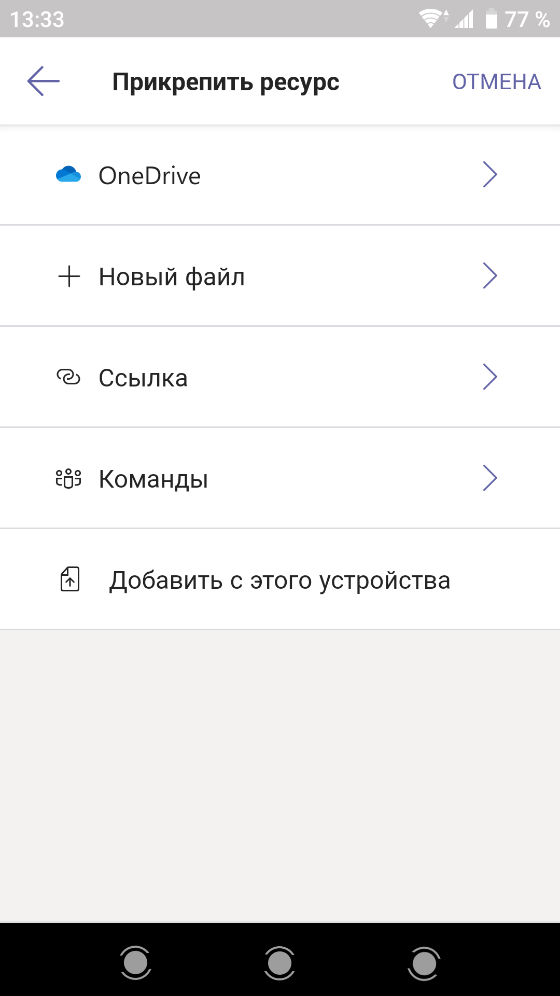 13:33
77 %
Прикрепить ресурс
ОТМЕНА
OneDrive
Новый файл
Ссылка
Команды
Добавить с этого устройства